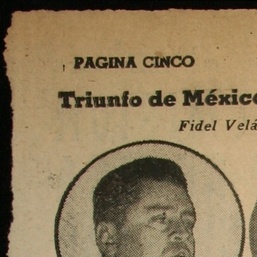 PAGINA CINCO
Triunfo de México
Fidel Velá